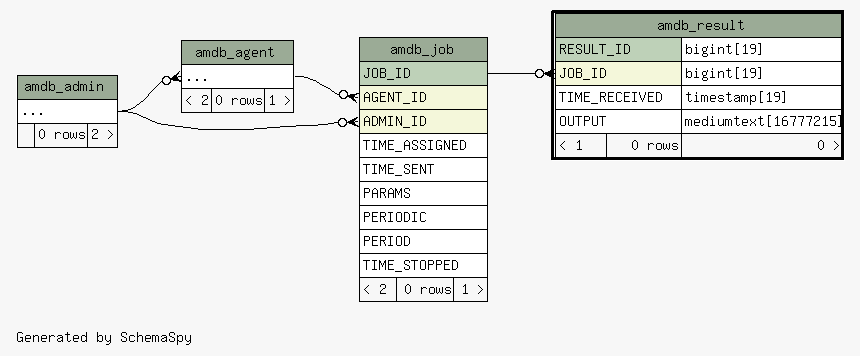 amdb_admin
...
0 rows 2 >
amdb_agent
...
< 2 0 rows 1 >
amdb_job
JOB_ID
AGENT_ID
ADMIN_ID
TIME_ASSIGNED
TIME_SENT
PARAMS
PERIODIC
PERIOD
TIME_STOPPED
< 2 0 rows 1 >
amdb_result
RESULT_ID bigint[19]
JOB_ID bigint[19]
TIME_RECEIVED timestamp[19]
OUTPUT mediumtext[16777215]
< 1 0 rows 0 >
Generated by SchemaSpy